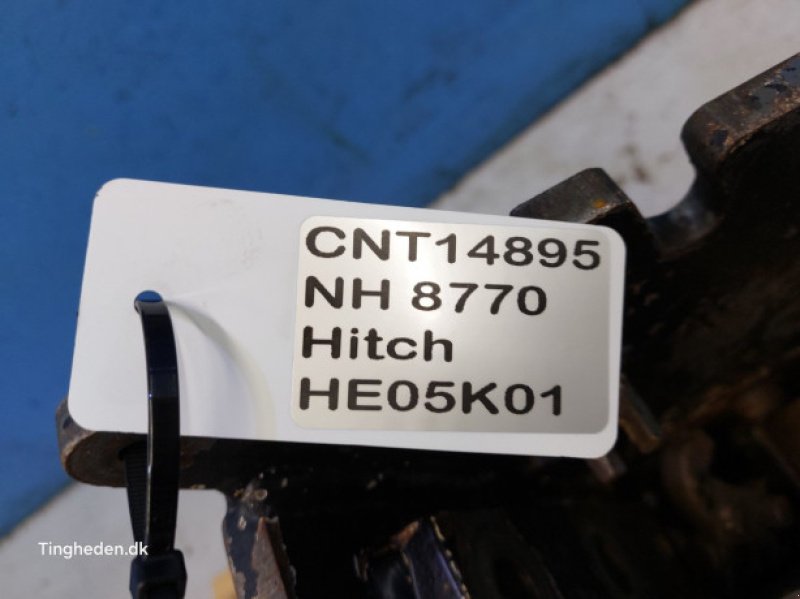 CNT14895
NH 8770
Hitch
HE05K01
Tingheden.dk